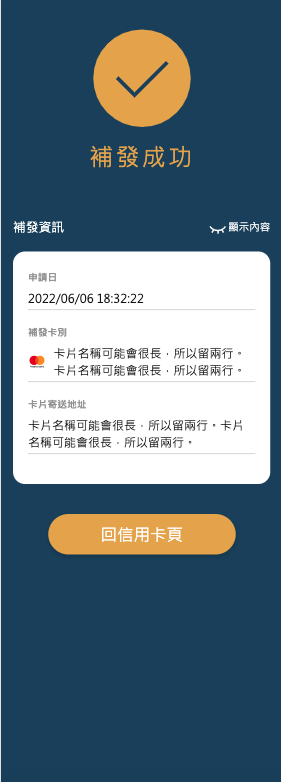 補發成功
補發資訊
顯示內容
申請日
2022/06/06 18:32:22
補發卡別
卡片名稱可能會很長，所以留兩行。
卡片名稱可能會很長，所以留兩行。
卡片寄送地址
卡片名稱可能會很長，所以留兩行。卡片
名稱可能會很長，所以留兩行。
回信用卡頁